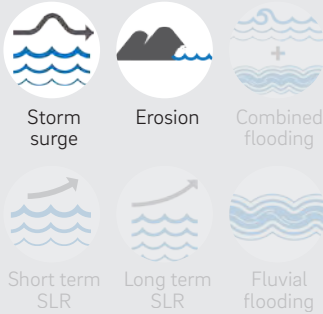 Storm
surge
Erosion
Combined
flooding
Short term
SLR
Long term
SLR
Fluvial
flooding